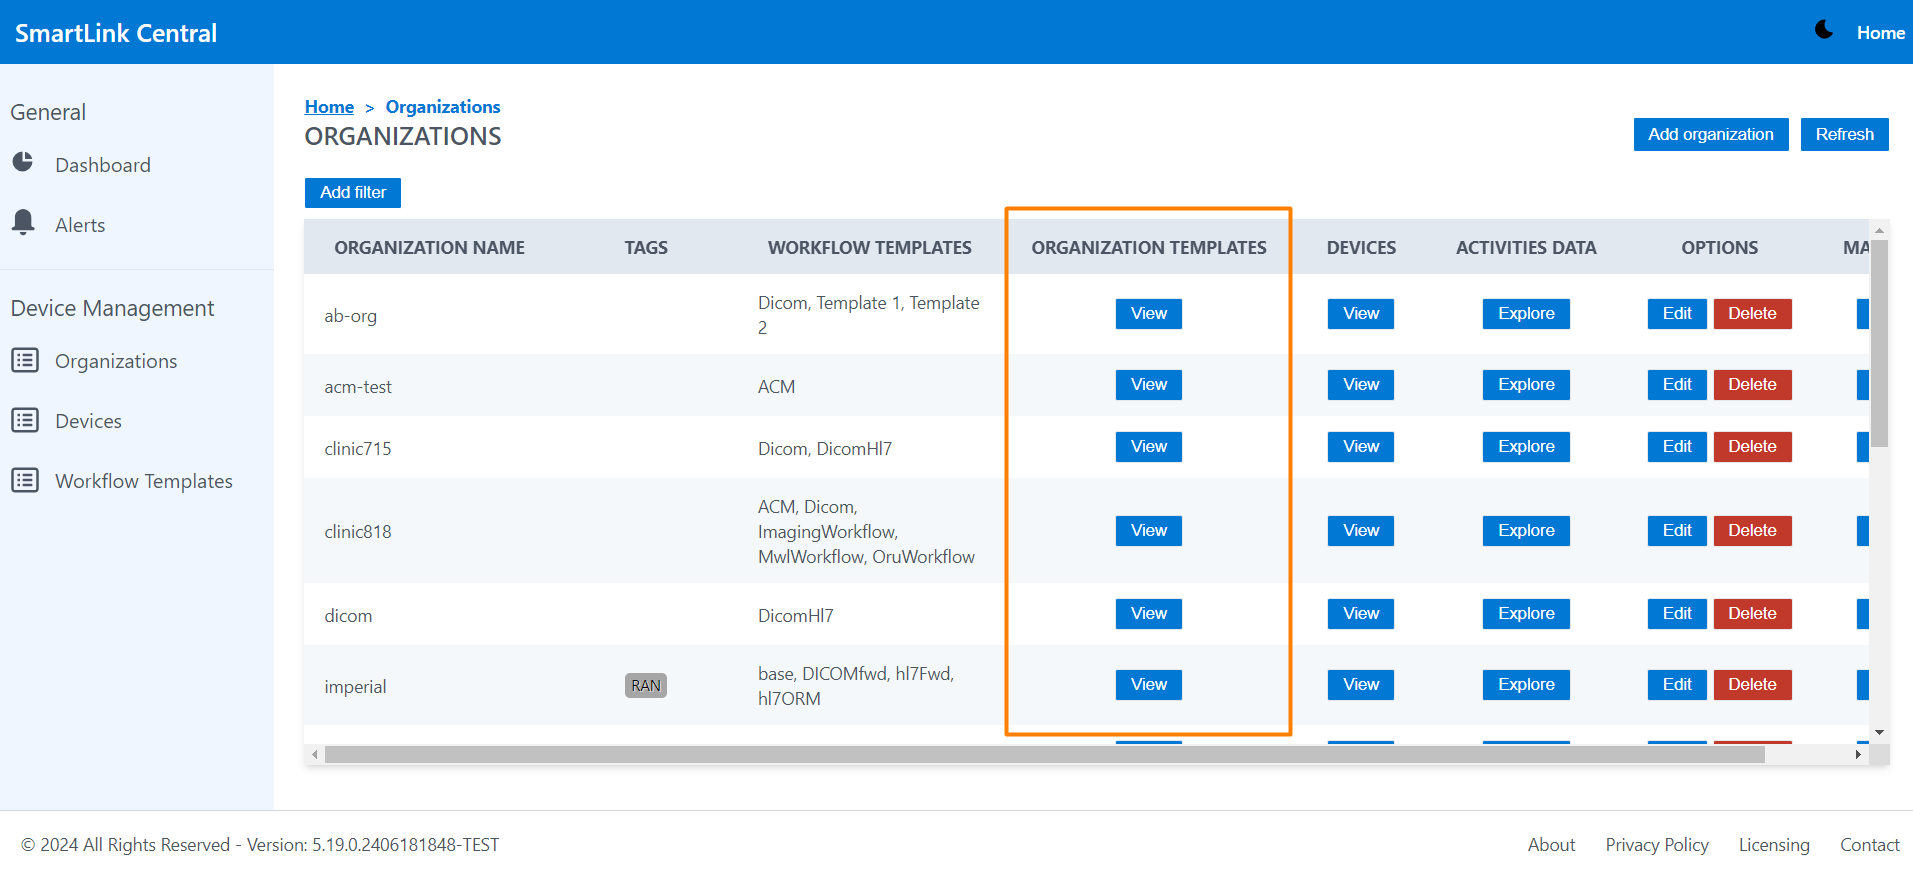 SmartLink Central
Home
General
Dashboard
Alerts
Device Management
Organizations
Devices
Workflow Templates
Home > Organizations
ORGANIZATIONS
Add organization Refresh
Add filter
ORGANIZATION NAME TAGS WORKFLOW TEMPLATES ORGANIZATION TEMPLATES DEVICES ACTIVITIES DATA OPTIONS MA
ab-org Dicom, Template 1, Template
2 View View Explore Edit Delete
acm-test ACM View View Explore Edit Delete
clinic715 Dicom, DicomHl7 View View Explore Edit Delete
clinic818 ACM, Dicom,
ImagingWorkflow,
MwlWorkflow, OruWorkflow View View Explore Edit Delete
dicom DicomHl7 View View Explore Edit Delete
imperial RAN base, DICOMfwd, hl7Fwd,
hl7ORM View View Explore Edit Delete
© 2024 All Rights Reserved - Version: 5.19.0.2406181848-TEST
About Privacy Policy Licensing Contact